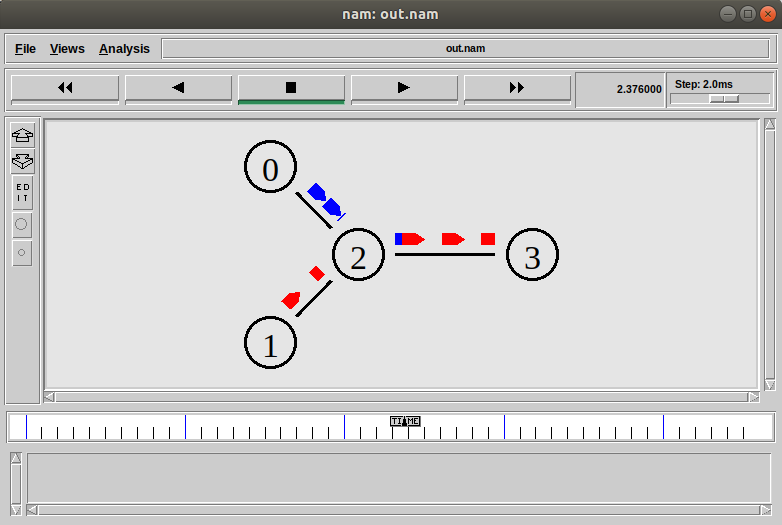 nam: out.nam
File Views Analysis out.nam
2.376000 Step: 2.0ms
ED
IT
0
2 3
1
TIME